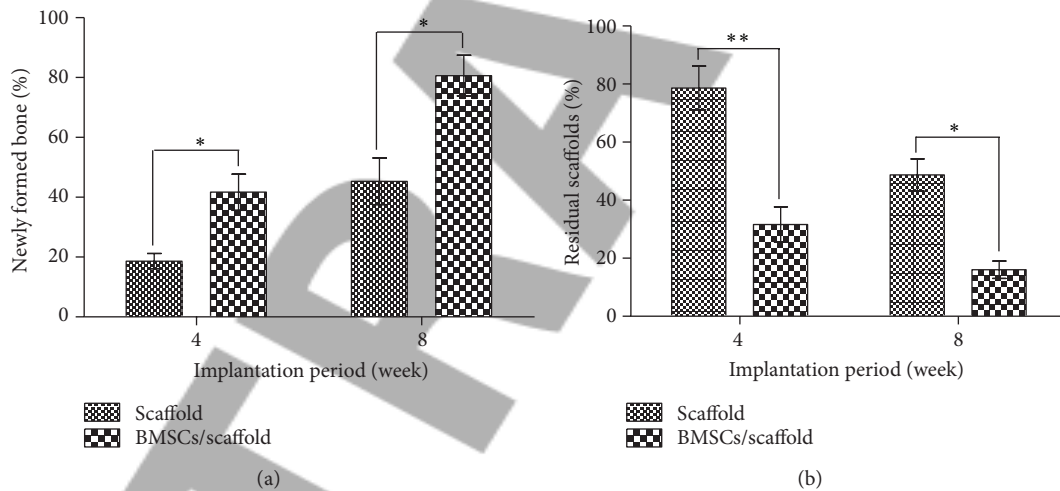 100
80
60
40
20
0
Newly formed bone (%)
*
*
4
8
Implantation period (week)
Scaffold
BMSCs/scaffold
(a)
100
80
60
40
20
0
Residual scaffolds (%)
**
*
4
8
Implantation period (week)
Scaffold
BMSCs/scaffold
(b)